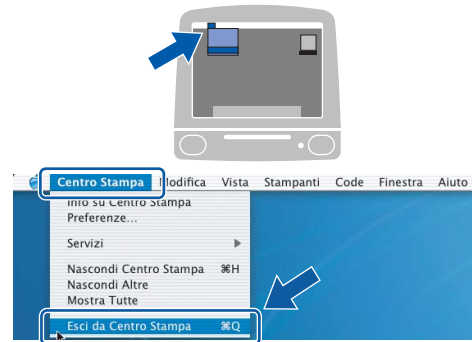 Centro Stampa Modifica Vista Stampanti Code Finestra Aiuto
Info su Centro Stampa
Preferenze...
Servizi
Nascondi Centro Stampa ⌘H
Nascondi Altre
Mostra Tutte
Esci da Centro Stampa ⌘Q